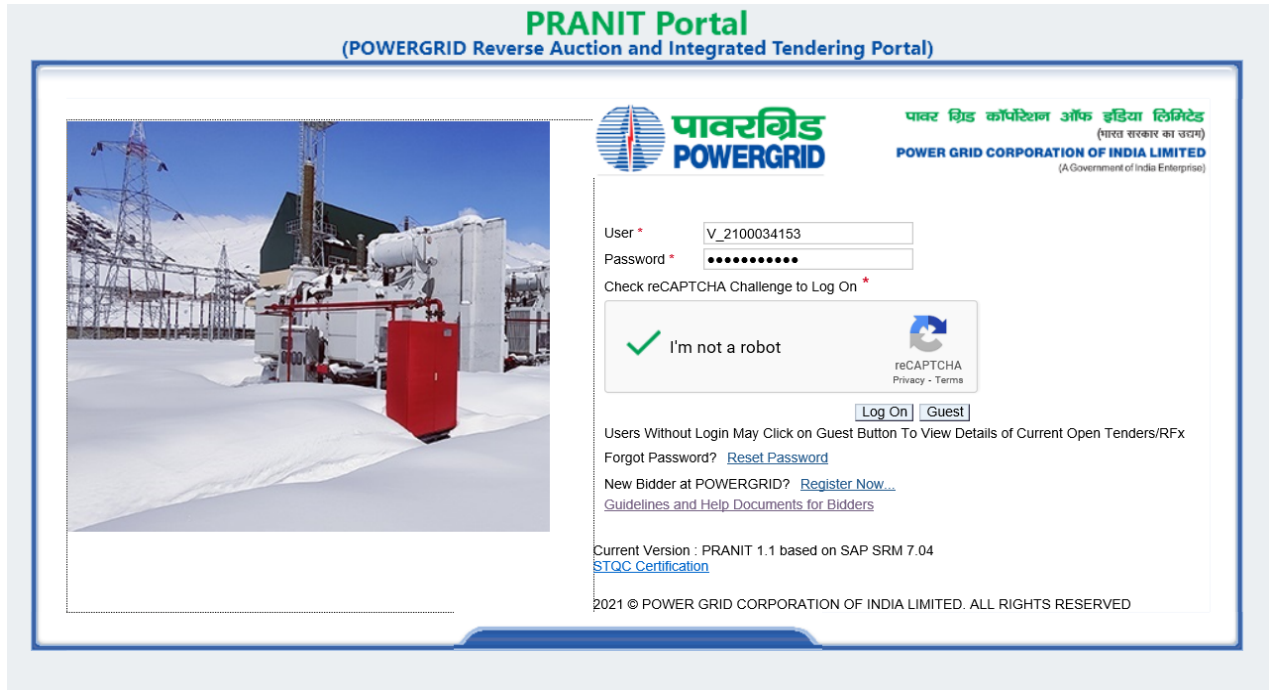 PRANIT Portal
(POWERGRID Reverse Auction and Integrated Tendering Portal)
पावरग्रिड
POWERGRID
पावर ग्रिड कॉर्पोरेशन ऑफ इंडिया लिमिटेड
(भारत सरकार का उद्यम)
POWER GRID CORPORATION OF INDIA LIMITED
(A Government of India Enterprise)
User * V_2100034153
Password * ●●●●●●●●●●●
Check reCAPTCHA Challenge to Log On *
I'm not a robot
reCAPTCHA
Privacy - Terms
Log On Guest
Users Without Login May Click on Guest Button To View Details of Current Open Tenders/RFx
Forgot Password? Reset Password
New Bidder at POWERGRID? Register Now...
Guidelines and Help Documents for Bidders
Current Version : PRANIT 1.1 based on SAP SRM 7.04
STQC Certification
2021 © POWER GRID CORPORATION OF INDIA LIMITED. ALL RIGHTS RESERVED